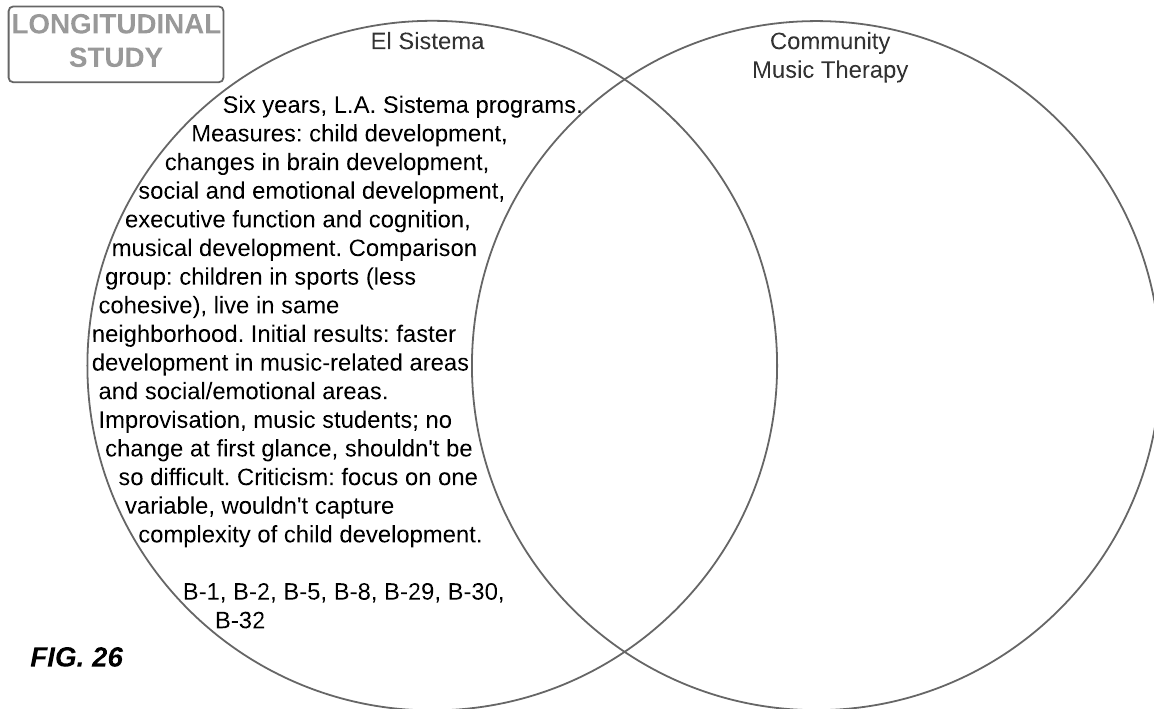 LONGITUDINAL
STUDY
El Sistema
Community
Music Therapy
Six years, L.A. Sistema programs.
Measures: child development,
changes in brain development,
social and emotional development,
executive function and cognition,
musical development. Comparison
group: children in sports (less
cohesive), live in same
neighborhood. Initial results: faster
development in music-related areas
and social/emotional areas.
Improvisation, music students; no
change at first glance, shouldn't be
so difficult. Criticism: focus on one
variable, wouldn't capture
complexity of child development.
B-1, B-2, B-5, B-8, B-29, B-30,
B-32
FIG. 26